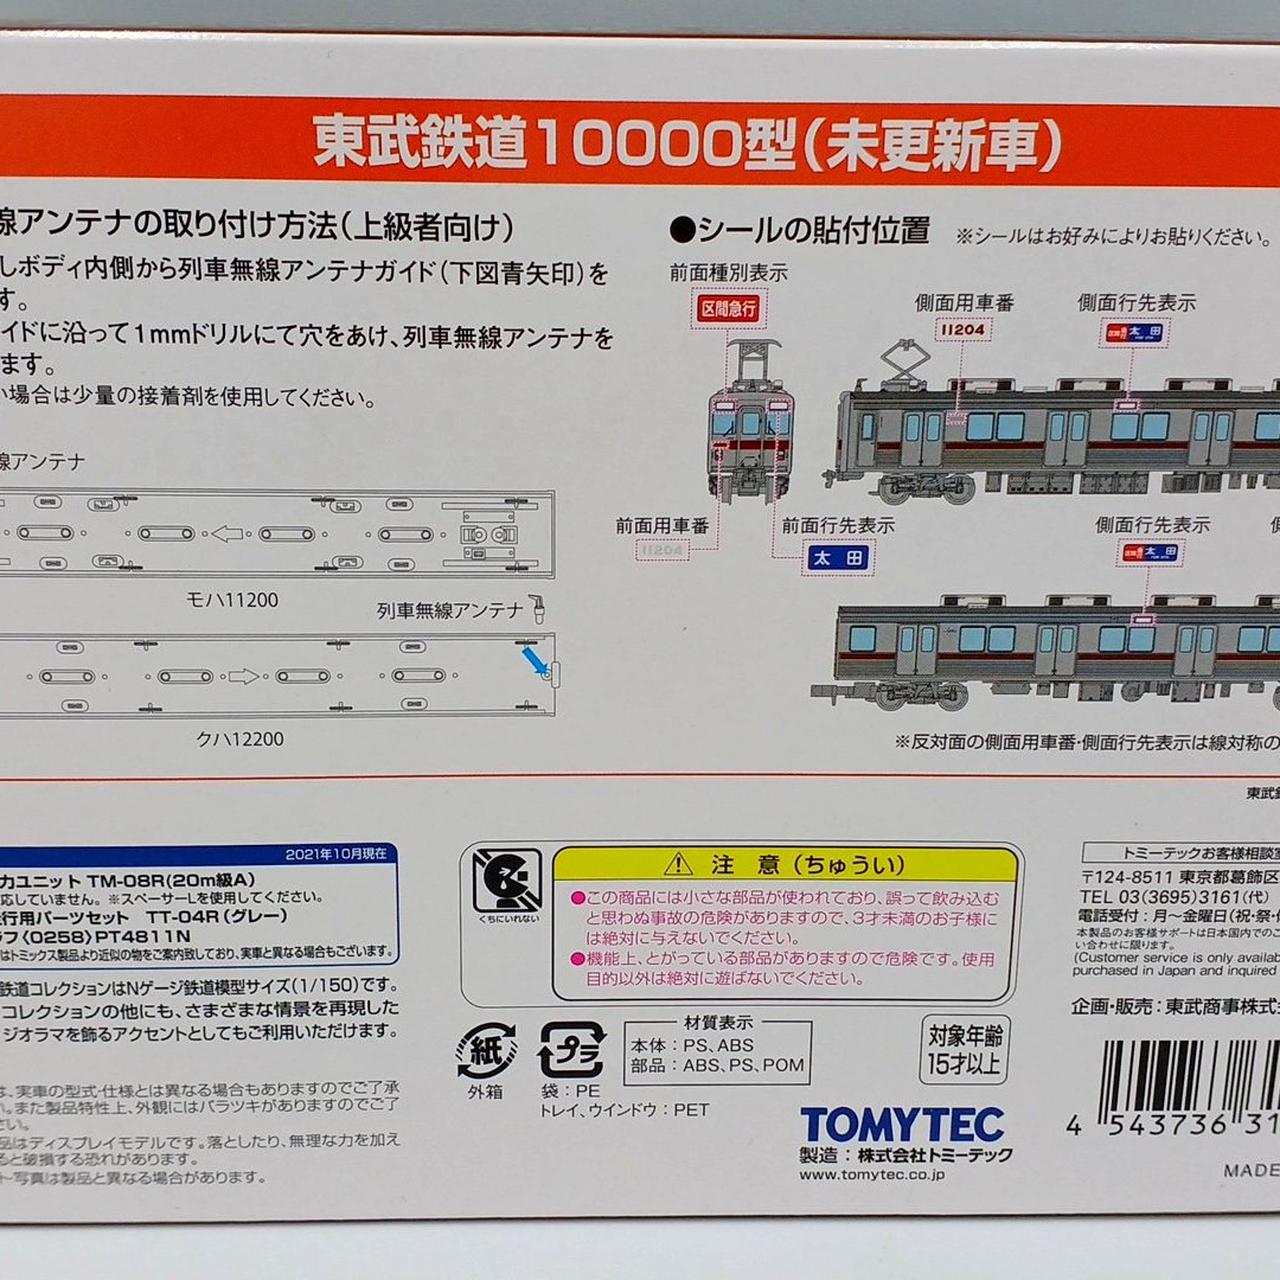 東武鉄道10000型(未更新車)
線アンテナの取り付け方法(上級者向け)
しボディ内側から列車無線アンテナガイド(下図青矢印)を
す。
イドに沿って1mmドリルにて穴をあけ、列車無線アンテナを
ます。
い場合は少量の接着剤を使用してください。
線アンテナ
モハ11200
列車無線アンテナ
クハ12200
●シールの貼付位置 ※シールはお好みによりお貼りください。
前面種別表示
区間急行
側面用車番
11204
側面行先表示
太田
前面用車番
11204
前面行先表示
太田
側面行先表示
太田
側
※反対面の側面用車番・側面行先表示は線対称の
東武鉄
2021年10月現在
力ユニット TM-08R(20m級A)
応していません。※スペーサーLを使用してください。
走行用パーツセット TT-04R(グレー)
ラフ〈0258〉PT4811N
はトミックス製品より近似の物をご案内致しており、実車と異なる場合もございます。
鉄道コレクションはNゲージ鉄道模型サイズ(1/150)です。
コレクションの他にも、さまざまな情景を再現した
ジオラマを飾るアクセントとしてもご利用いただけます。
は、実車の型式・仕様とは異なる場合もありますのでご了承
い。また製品特性上、外観にはバラツキがありますのでご了
さい。
品はディスプレイモデルです。落としたり、無理な力を加え
ると破損する恐れがあります。
ト・写真は製品と異なる場合があります。
くちにいれない
注 意(ちゅうい)
●この商品には小さな部品が使われており、誤って飲み込む
と思わぬ事故の危険がありますので、3才未満のお子様に
は絶対に与えないでください。
●機能上、とがっている部品がありますので危険です。使用
目的以外は絶対に遊ばないでください。
紙
外箱
プラ
袋:PE
トレイ、ウインドウ:PET
材質表示
本体:PS、ABS
部品:ABS、PS、POM
対象年齢
15才以上
TOMYTEC
製造:株式会社トミーテック
www.tomytec.co.jp
トミーテックお客様相談室
〒124-8511 東京都葛飾区
TEL 03(3695)3161(代)
電話受付:月〜金曜日(祝・祭・
本製品のお客様サポートは日本国内でのご
い合わせに限ります。
(Customer service is only availab
purchased in Japan and inquired
企画・販売:東武商事株式
4 543736 31
MADE